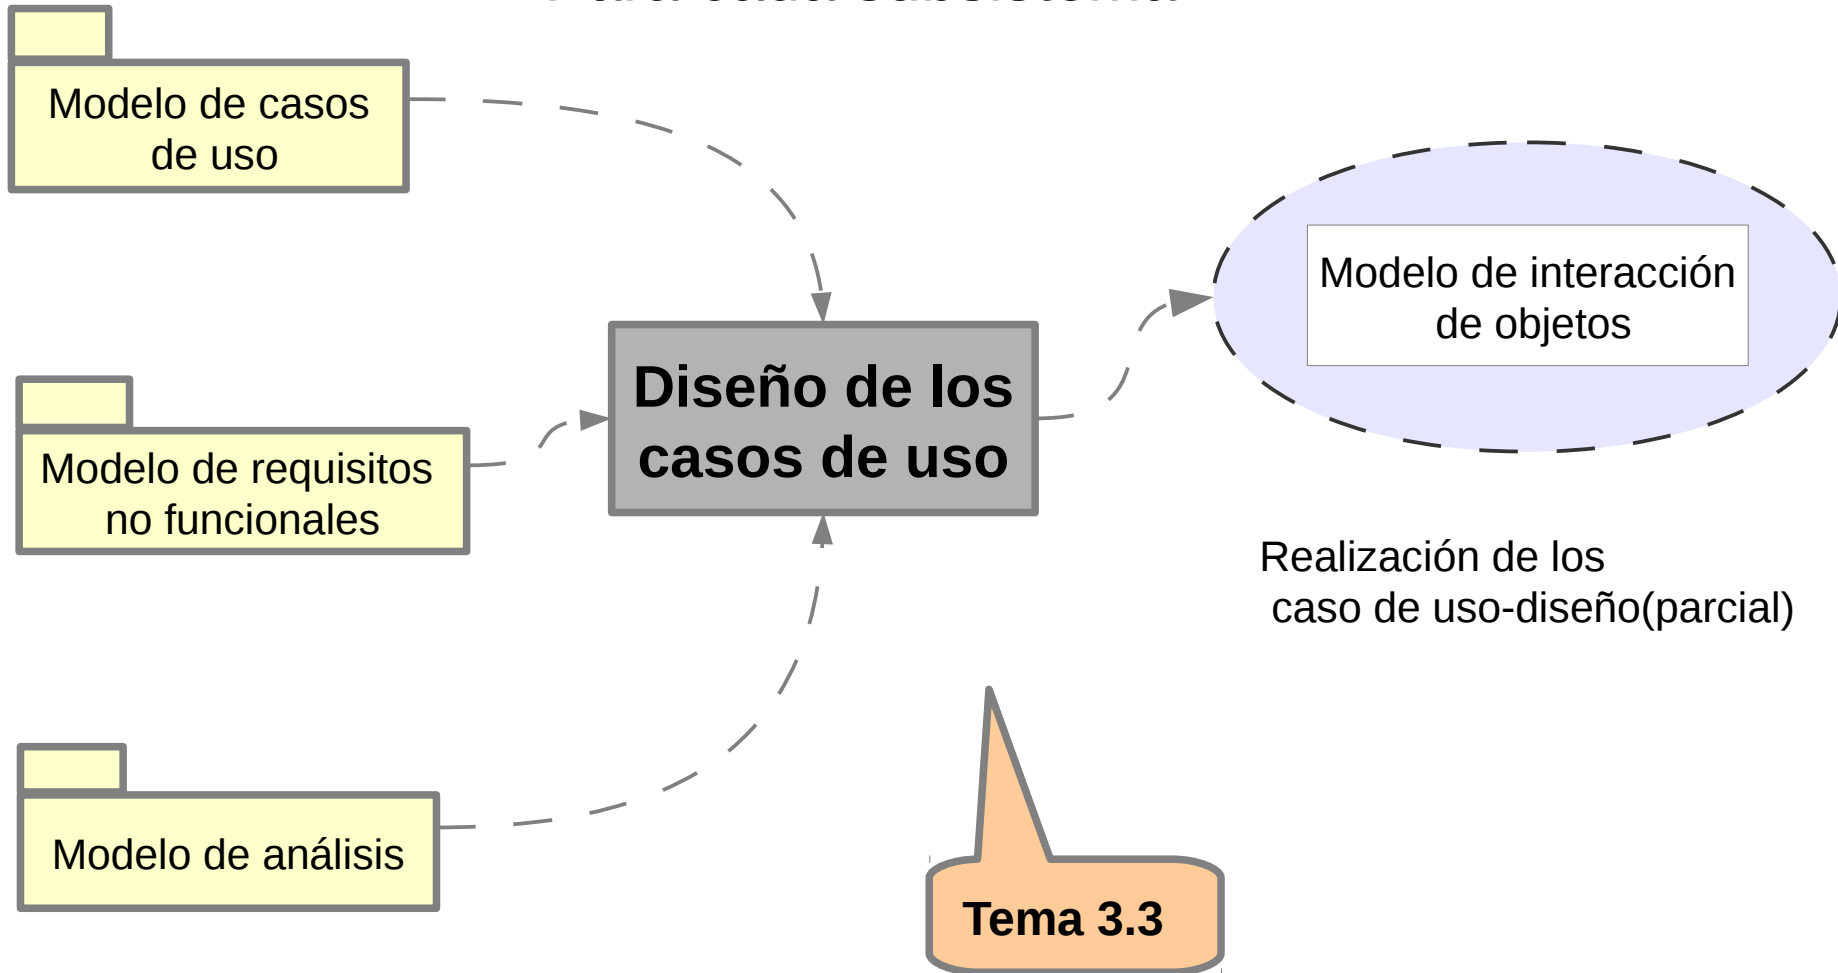 Modelo de casos
de uso
Modelo de interacción
de objetos
Diseño de los
casos de uso
Modelo de requisitos
no funcionales
Realización de los
caso de uso-diseño(parcial)
Modelo de análisis
Tema 3.3